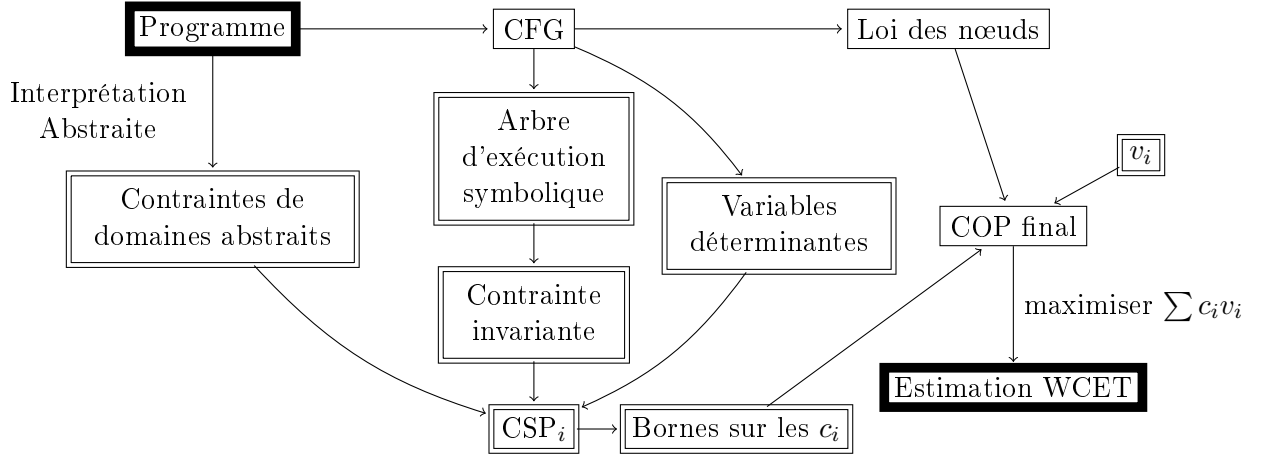 Programme
CFG
Loi des nœuds
Interprétation
Abstraite
Arbre
d'exécution
symbolique
v_i
Contraintes de
domaines abstraits
Variables
déterminantes
COP final
Contrainte
invariante
maximiser ∑ c_i v_i
Estimation WCET
CSP_i
Bornes sur les c_i